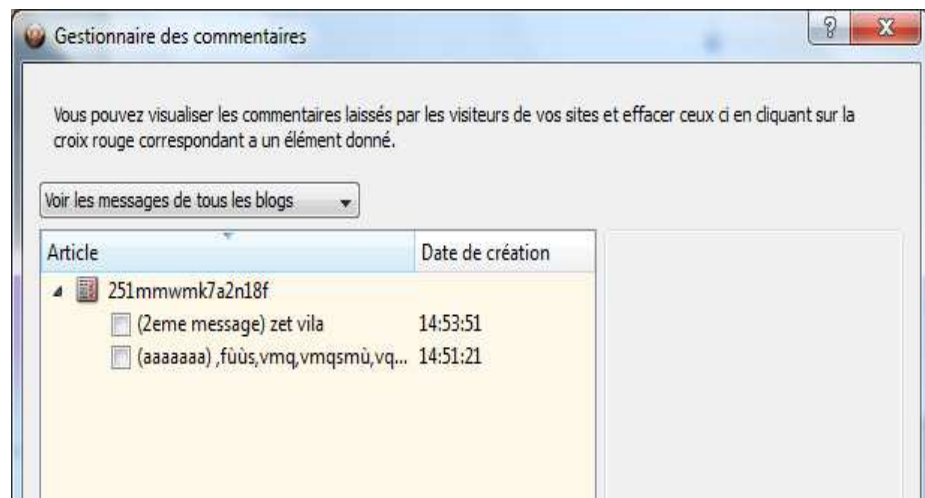 Gestionnaire des commentaires
?
X
Vous pouvez visualiser les commentaires laissés par les visiteurs de vos sites et effacer ceux ci en cliquant sur la
croix rouge correspondant a un élément donné.
Voir les messages de tous les blogs
Article Date de création
251mmwmk7a2n18f
(2eme message) zet vila 14:53:51
(aaaaaaa) ,fùùs,vmq,vmqsmù,vq... 14:51:21